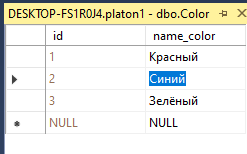 DESKTOP-FS1R0J4.platon1 - dbo.Color
id name_color
1 Красный
2 Синий
3 Зелёный
NULL NULL